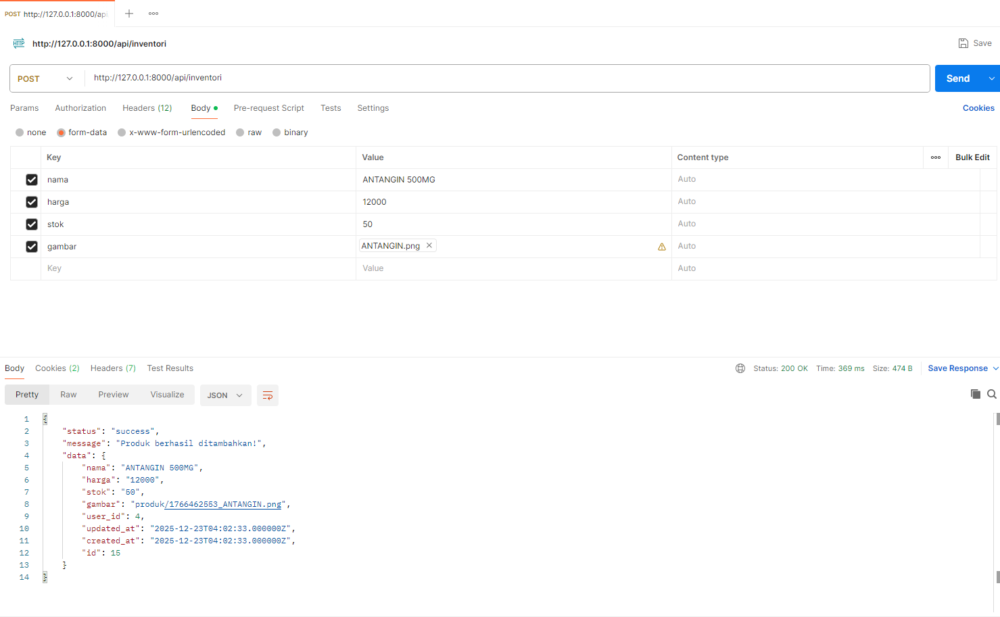 POST http://127.0.0.1:8000/api
http://127.0.0.1:8000/api/inventori
Save
POST http://127.0.0.1:8000/api/inventori Send
Params Authorization Headers (12) Body Pre-request Script Tests Settings Cookies
none form-data x-www-form-urlencoded raw binary
Key Value Content type Bulk Edit
nama ANTANGIN 500MG Auto
harga 12000 Auto
stok 50 Auto
gambar ANTANGIN.png Auto
Key Value Auto
Body Cookies (2) Headers (7) Test Results Status: 200 OK Time: 369 ms Size: 474 B Save Response
Pretty Raw Preview Visualize JSON
1 {
2 "status": "success",
3 "message": "Produk berhasil ditambahkan!",
4 "data": {
5 "nama": "ANTANGIN 500MG",
6 "harga": "12000",
7 "stok": "50",
8 "gambar": "produk/1766462553_ANTANGIN.png",
9 "user_id": 4,
10 "updated_at": "2025-12-23T04:02:33.000000Z",
11 "created_at": "2025-12-23T04:02:33.000000Z",
12 "id": 15
13 }
14 }